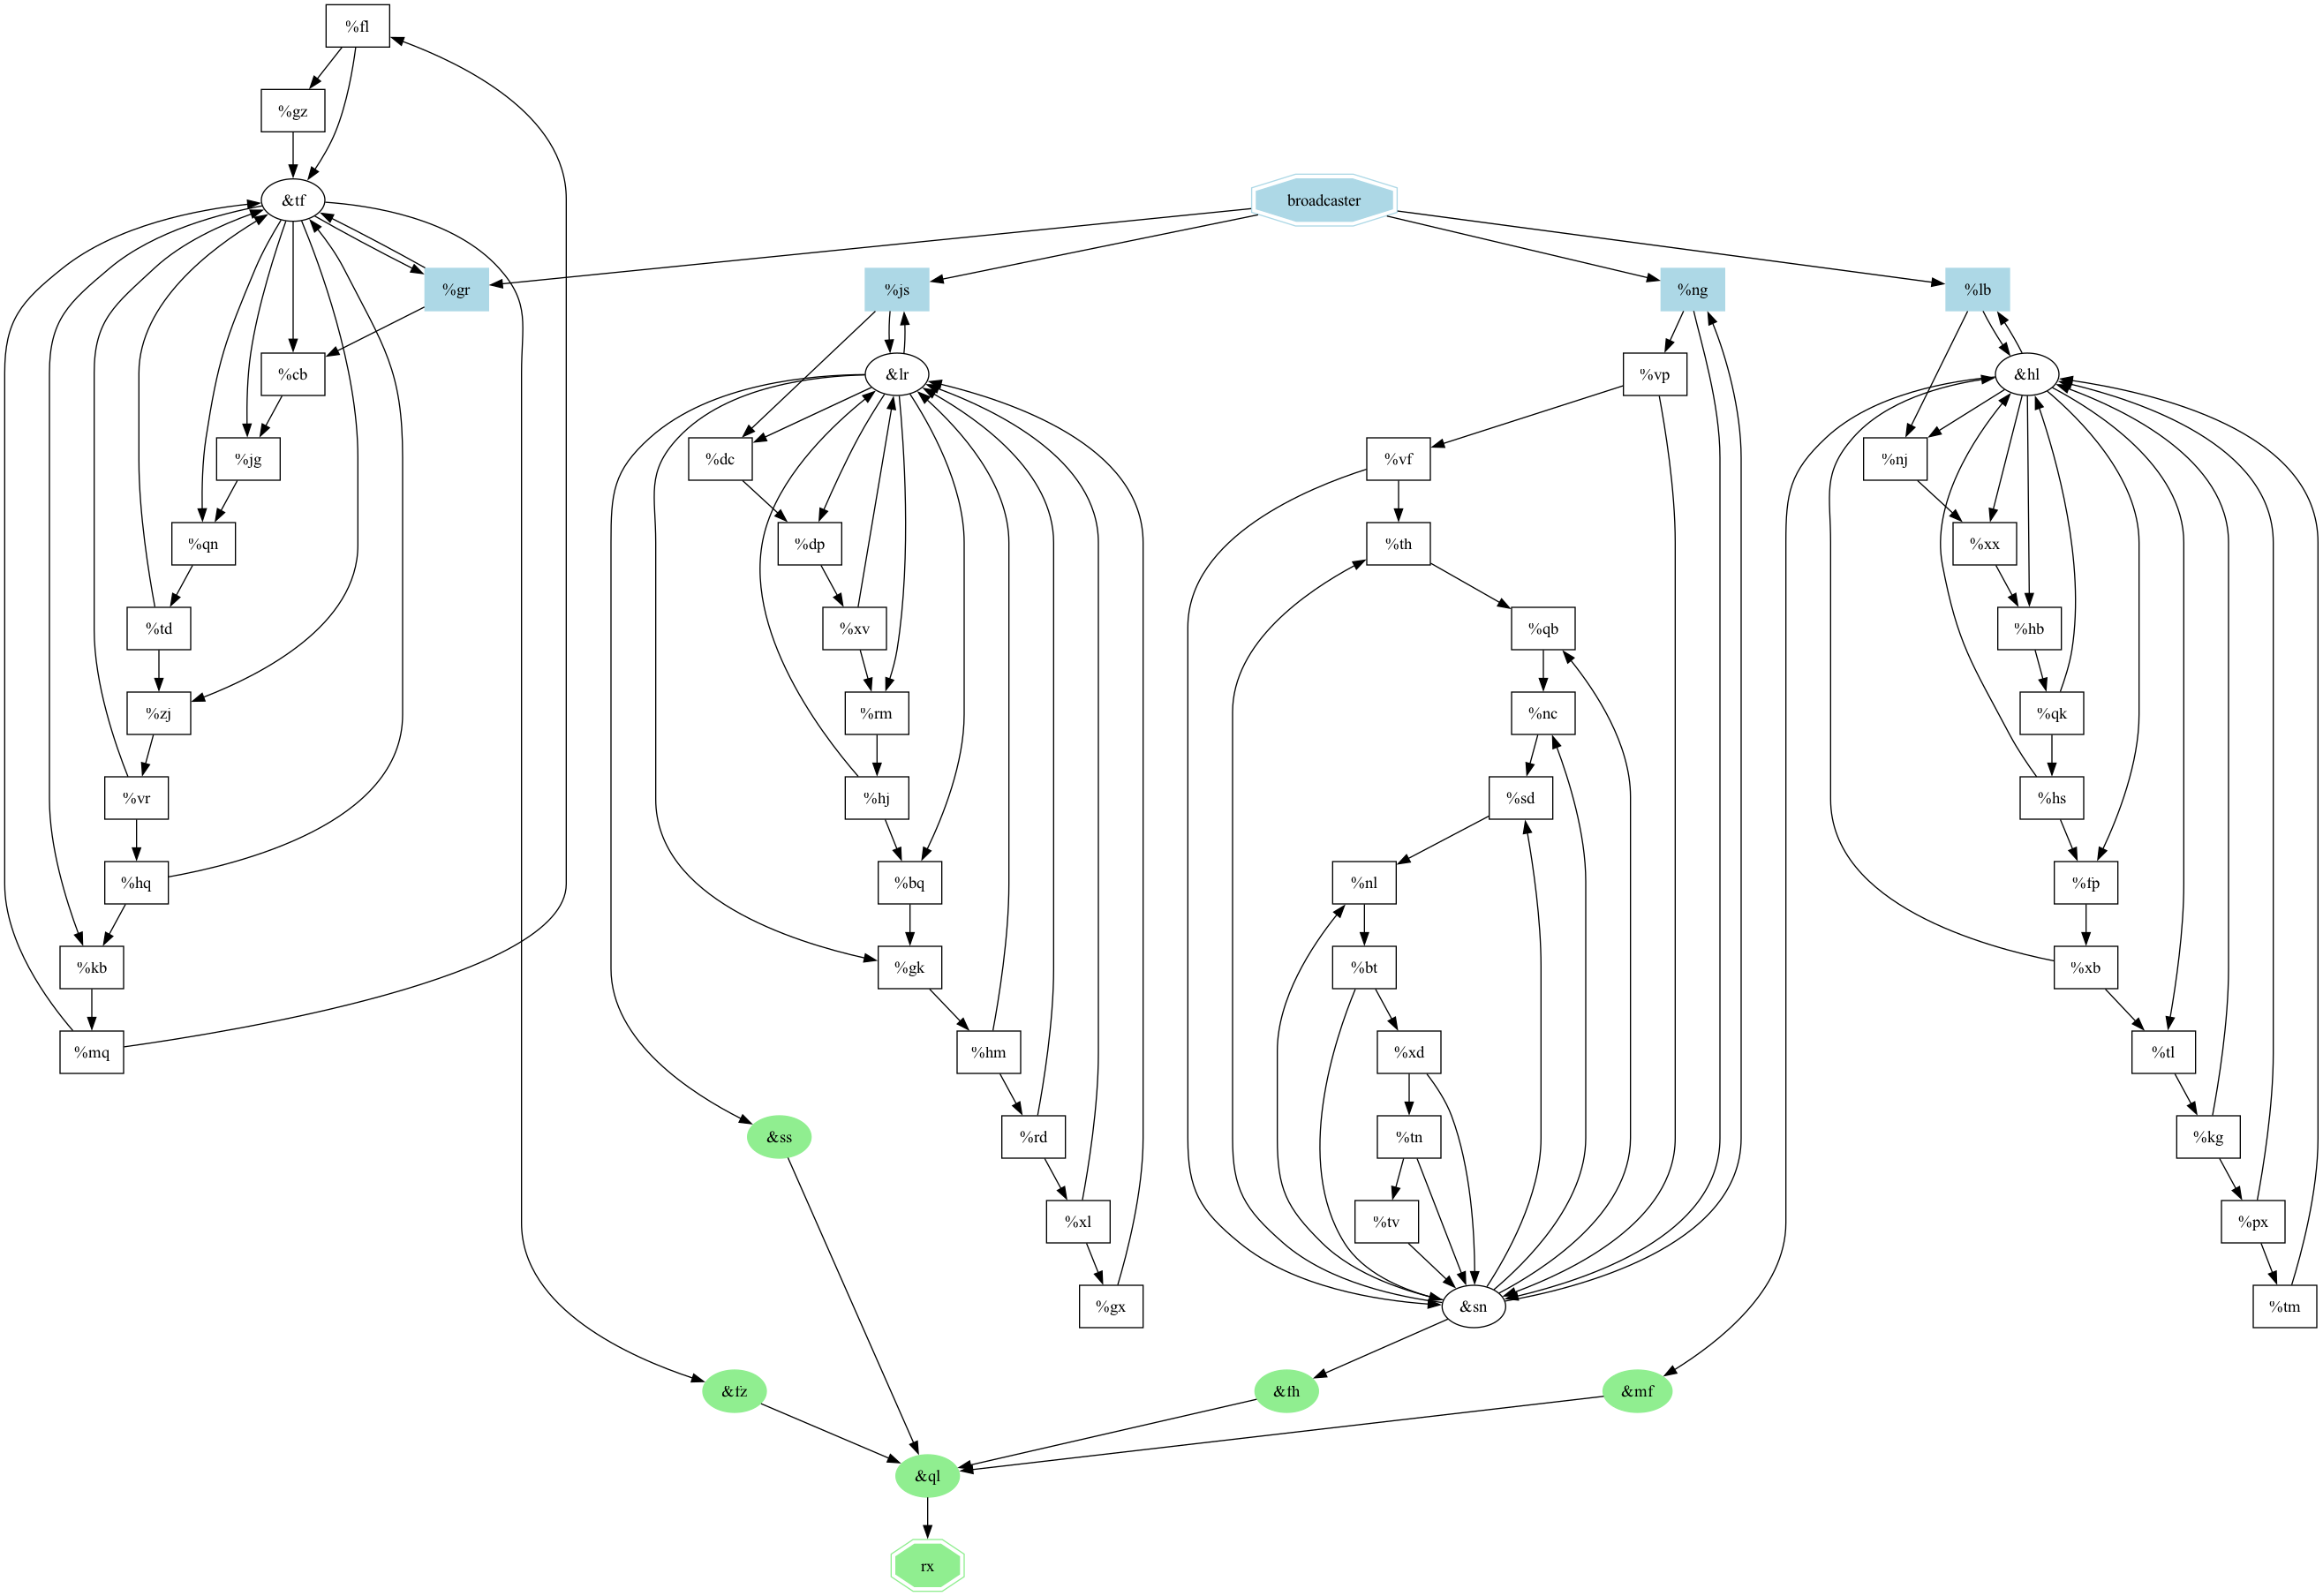 %fl
%gz
&tf
broadcaster
%gr
%js
%ng
%lb
%cb
&lr
%vp
&hl
%jg
%dc
%vf
%nj
%qn
%dp
%th
%xx
%td
%xv
%qb
%hb
%zj
%rm
%nc
%qk
%vr
%hj
%sd
%hs
%hq
%bq
%nl
%fp
%kb
%gk
%bt
%xb
%mq
%hm
%xd
%tl
&ss
%rd
%tn
%kg
%xl
%tv
%px
%gx
&sn
%tm
&fz
&fh
&mf
&ql
rx